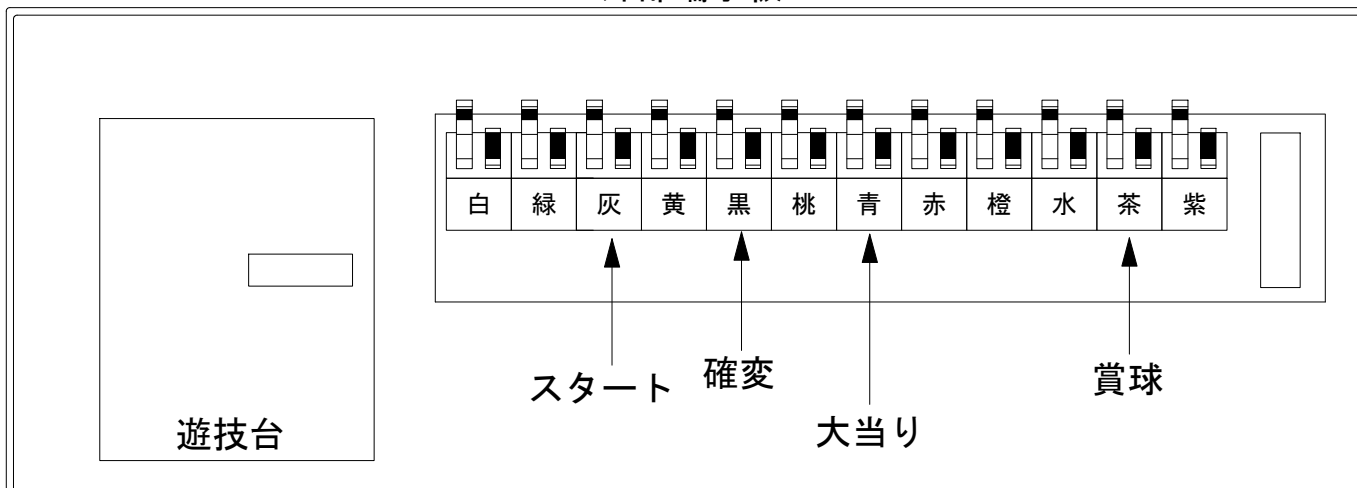 白 緑 灰 黄 黒 桃 青 赤 橙 水 茶 紫
スタート
確変
大当り
賞球
遊技台